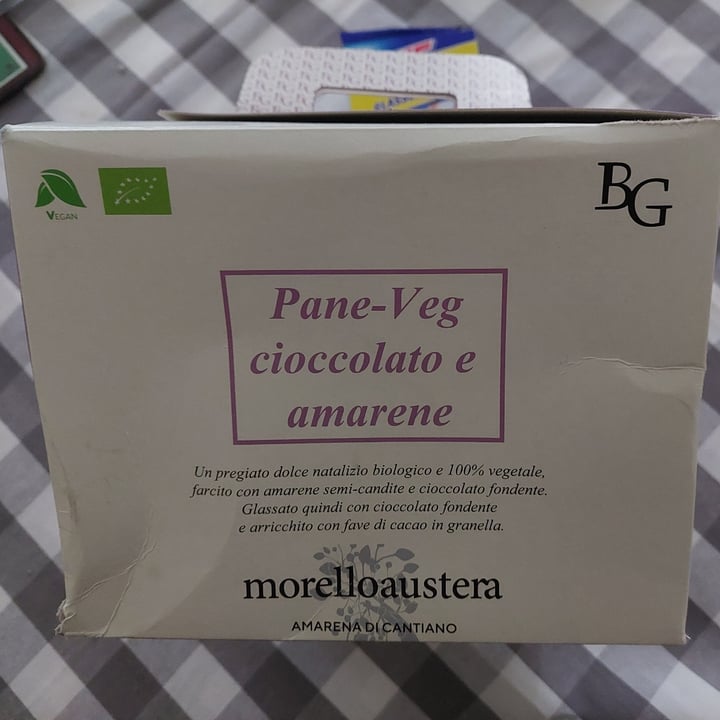 VEGAN
BG
Pane-Veg
cioccolato e
amarene
Un pregiato dolce natalizio biologico e 100% vegetale,
farcito con amarene semi-candite e cioccolato fondente.
Glassato quindi con cioccolato fondente
e arricchito con fave di cacao in granella.
morelloaustera
AMARENA DI CANTIANO